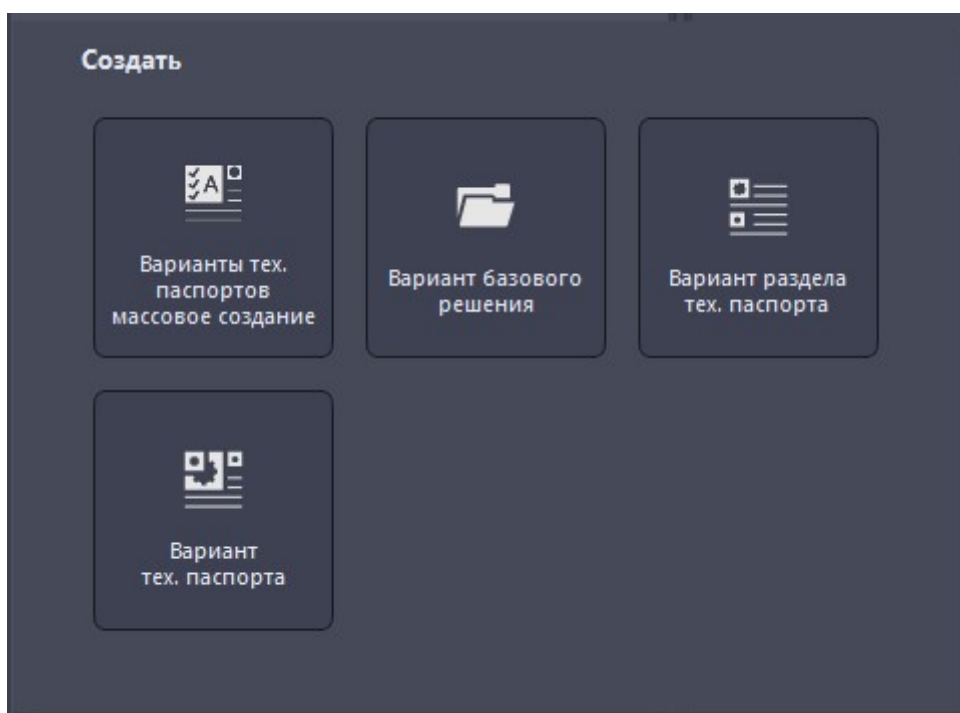 Создать
Варианты тех.
паспортов
массовое создание
Вариант базового
решения
Вариант раздела
тех. паспорта
Вариант
тех. паспорта